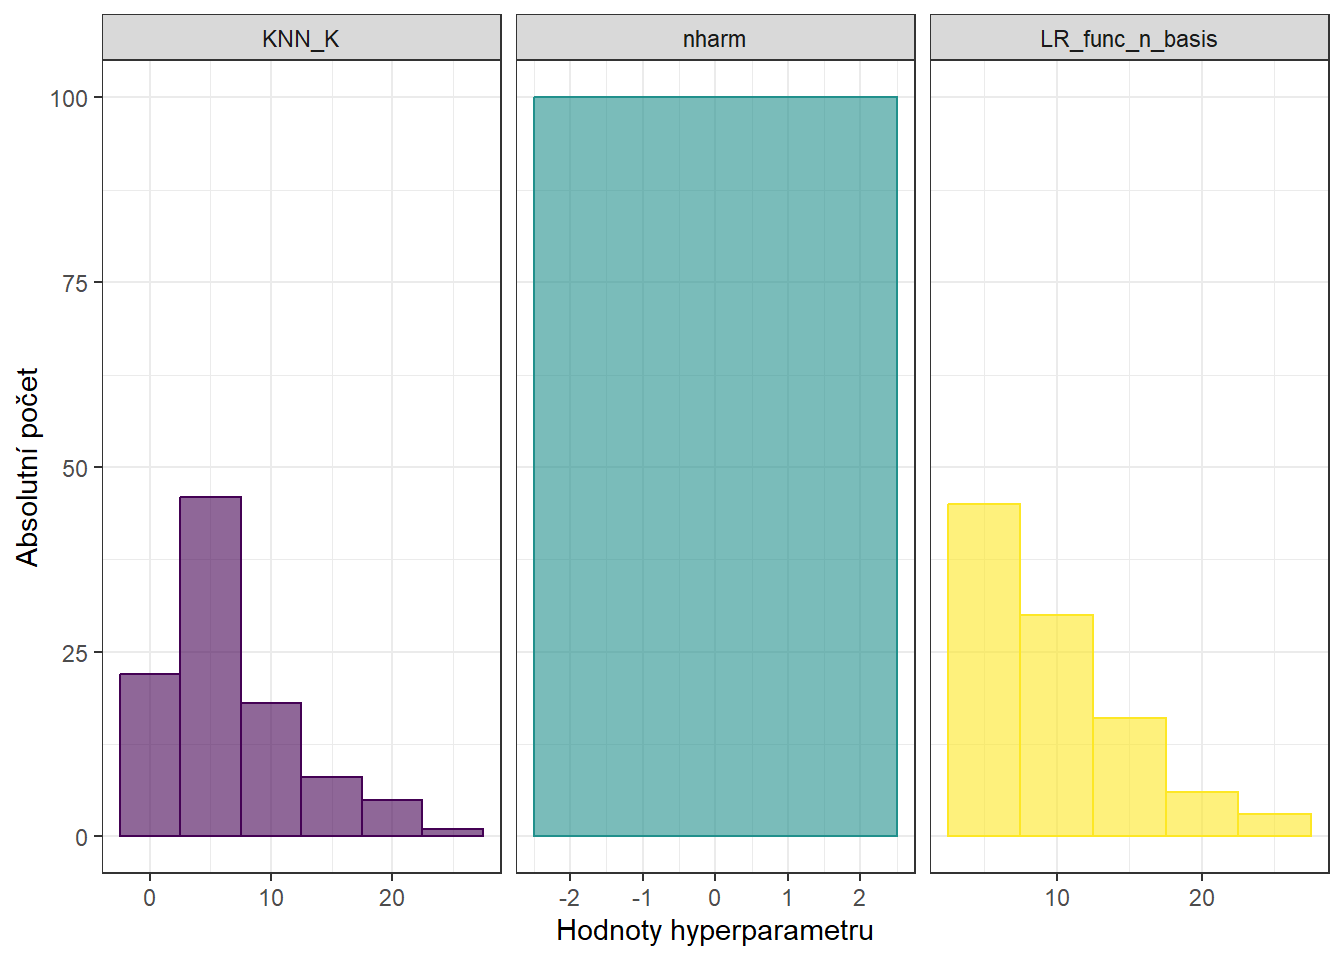 KNN_K nharm LR_func_n_basis
100
75
50
25
0
Absolutní počet
0 10 20 -2 -1 0 1 2 10 20
Hodnoty hyperparametru